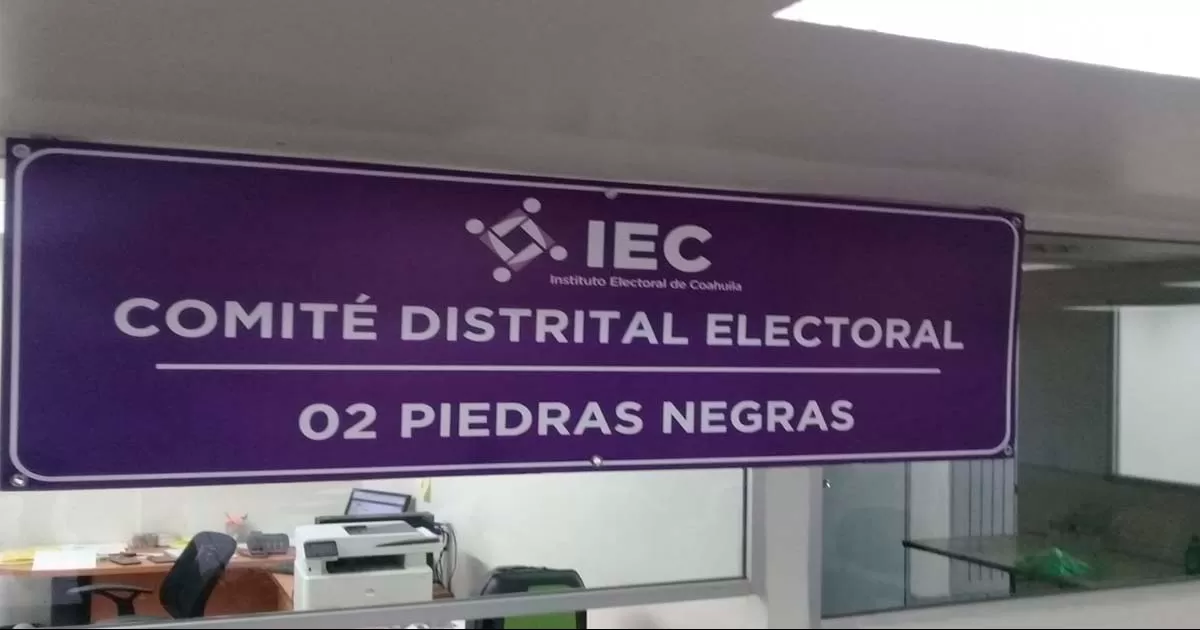 IEC
Instituto Electoral de Coahuila
COMITÉ DISTRITAL ELECTORAL
02 PIEDRAS NEGRAS